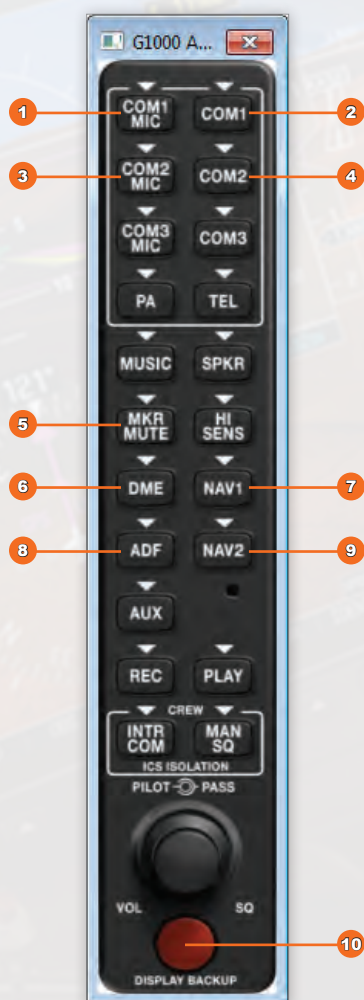 G1000 A...
1 COM1 MIC COM1 2
3 COM2 MIC COM2 4
COM3 MIC COM3
PA TEL
MUSIC SPKR
5 MKR MUTE HI SENS
6 DME NAV1 7
8 ADF NAV2 9
AUX
REC PLAY
CREW
INTR COM MAN SQ
ICS ISOLATION
PILOT PASS
VOL SQ
10
DISPLAY BACKUP
121°